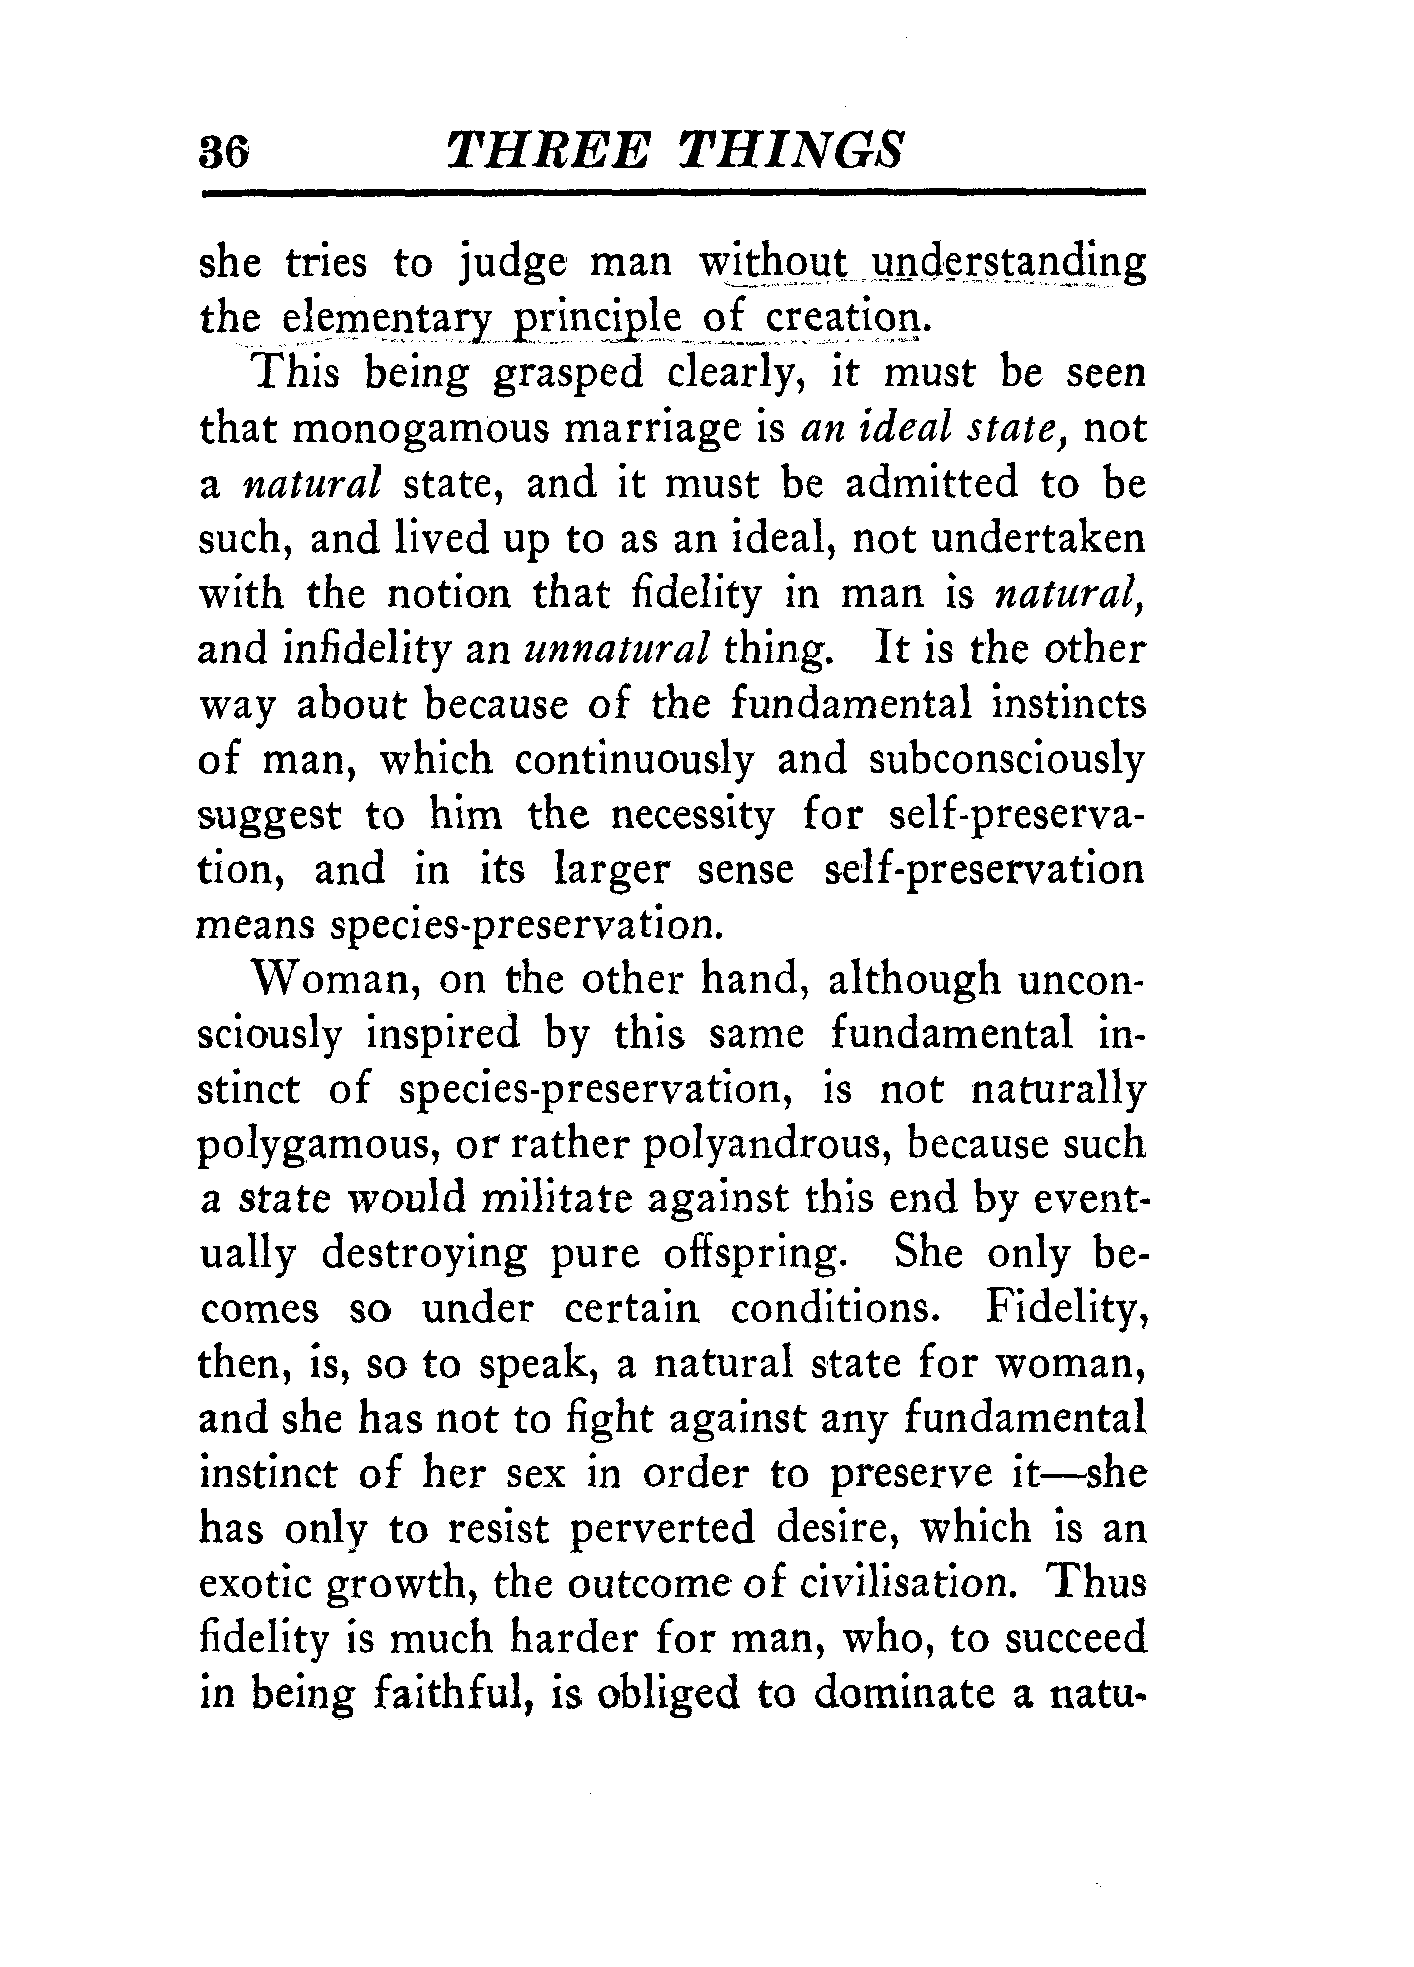 36 THREE THINGS
she tries to judge man without understanding
the elementary principle of creation.
This being grasped clearly, it must be seen
that monogamous marriage is an ideal state, not
a natural state, and it must be admitted to be
such, and lived up to as an ideal, not undertaken
with the notion that fidelity in man is natural,
and infidelity an unnatural thing. It is the other
way about because of the fundamental instincts
of man, which continuously and subconsciously
suggest to him the necessity for self-preserva-
tion, and in its larger sense self-preservation
means species-preservation.
Woman, on the other hand, although uncon-
sciously inspired by this same fundamental in-
stinct of species-preservation, is not naturally
polygamous, or rather polyandrous, because such
a state would militate against this end by event-
ually destroying pure offspring. She only be-
comes so under certain conditions. Fidelity,
then, is, so to speak, a natural state for woman,
and she has not to fight against any fundamental
instinct of her sex in order to preserve it—she
has only to resist perverted desire, which is an
exotic growth, the outcome of civilisation. Thus
fidelity is much harder for man, who, to succeed
in being faithful, is obliged to dominate a natu-